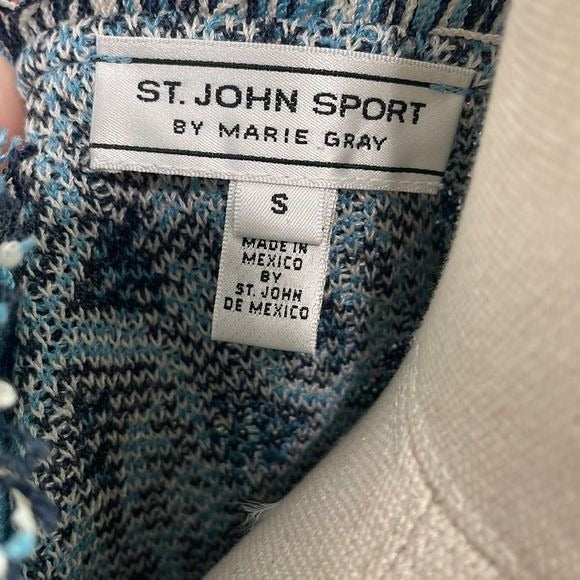 ST. JOHN SPORT
BY MARIE GRAY
S
MADE IN
MEXICO
BY
ST. JOHN
DE MEXICO